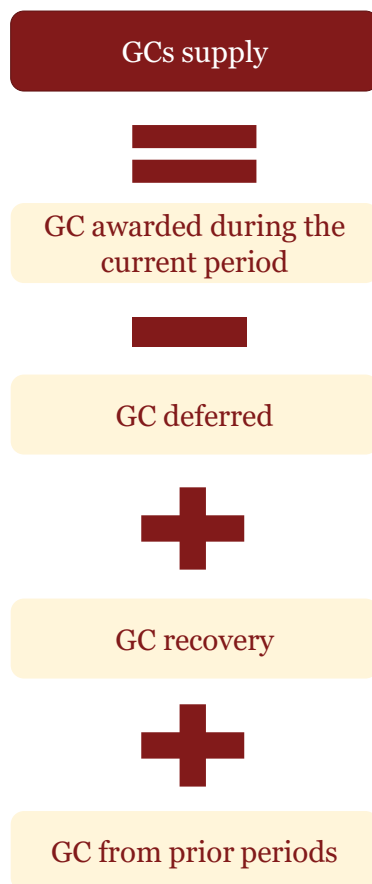 GCs supply
GC awarded during the
current period
GC deferred
GC recovery
GC from prior periods